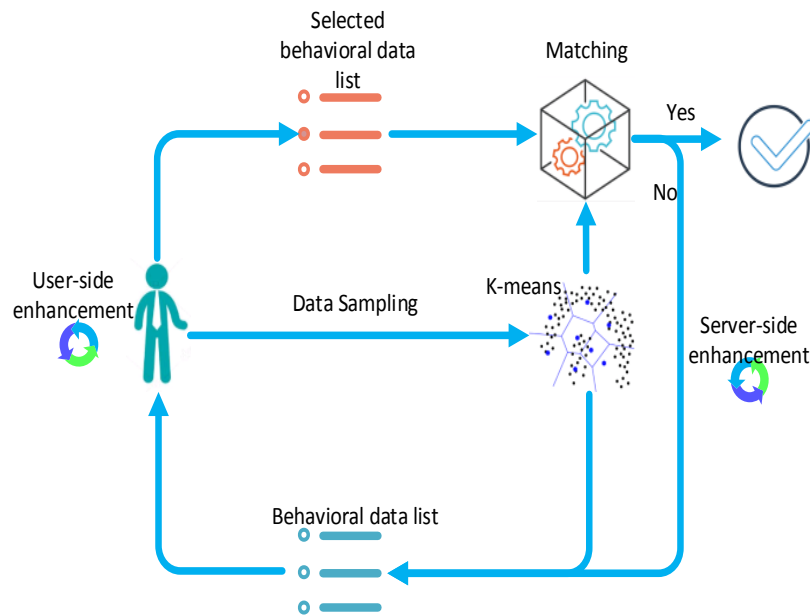 Selected
behavioral data
list
Matching
Yes
No
User-side
enhancement
Data Sampling
K-means
Server-side
enhancement
Behavioral data list